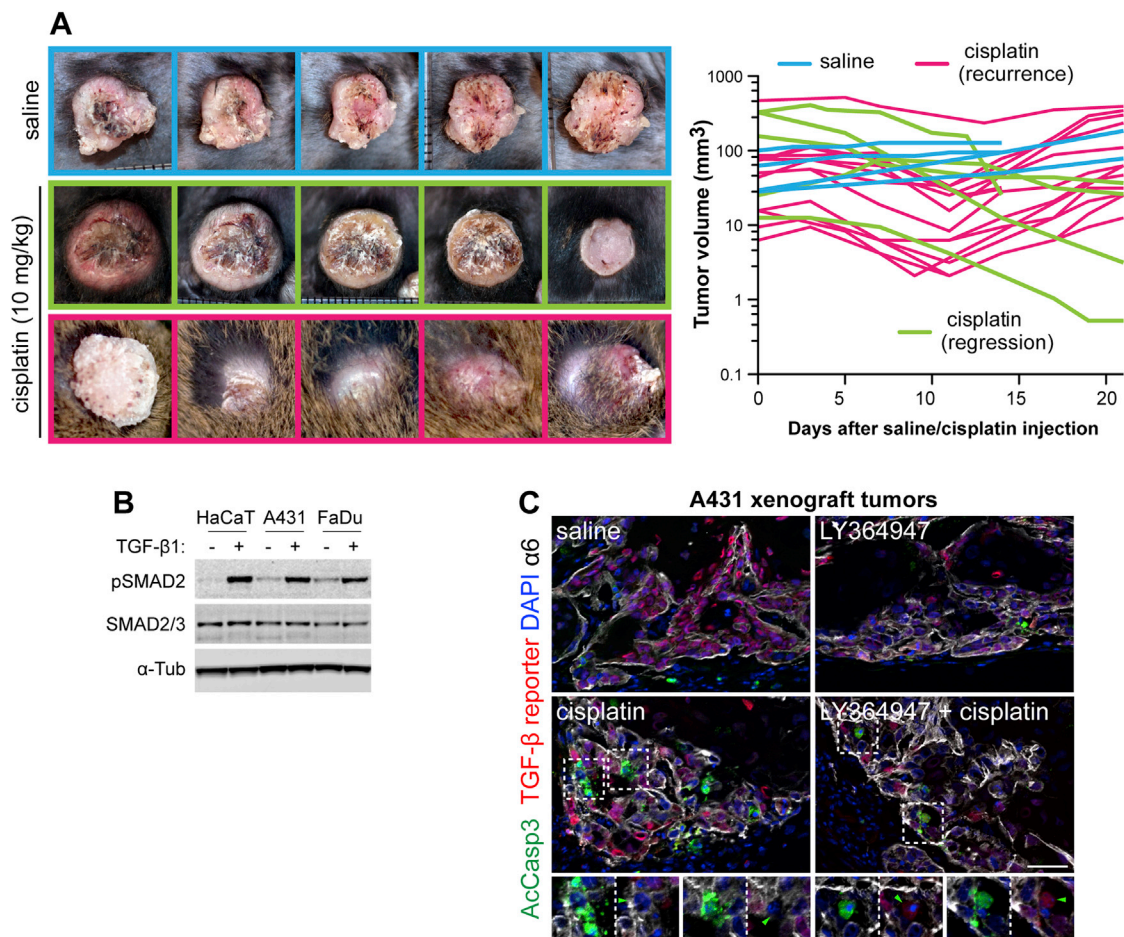 A
saline
cisplatin (10 mg/kg)
saline
cisplatin
(recurrence)
Tumor volume (mm3)
1000
100
10
1
0.1
cisplatin
(regression)
0 5 10 15 20
Days after saline/cisplatin injection
B
HaCaT A431 FaDu
TGF-β1: - + - + - +
pSMAD2
SMAD2/3
α-Tub
C
A431 xenograft tumors
AcCasp3 TGF-β reporter DAPI α6
saline
LY364947
cisplatin
LY364947 + cisplatin